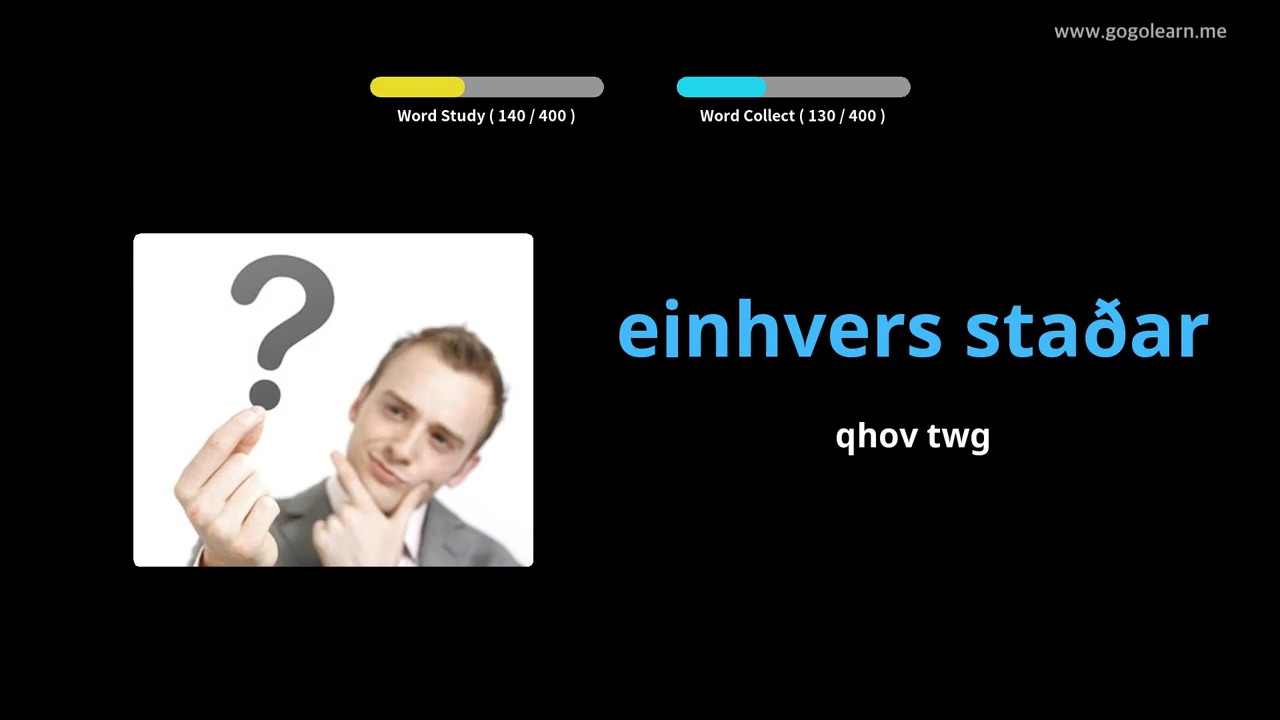 www.gogolearn.me
Word Study ( 140 / 400 )
Word Collect ( 130 / 400 )
einhvers staðar
qhov twg